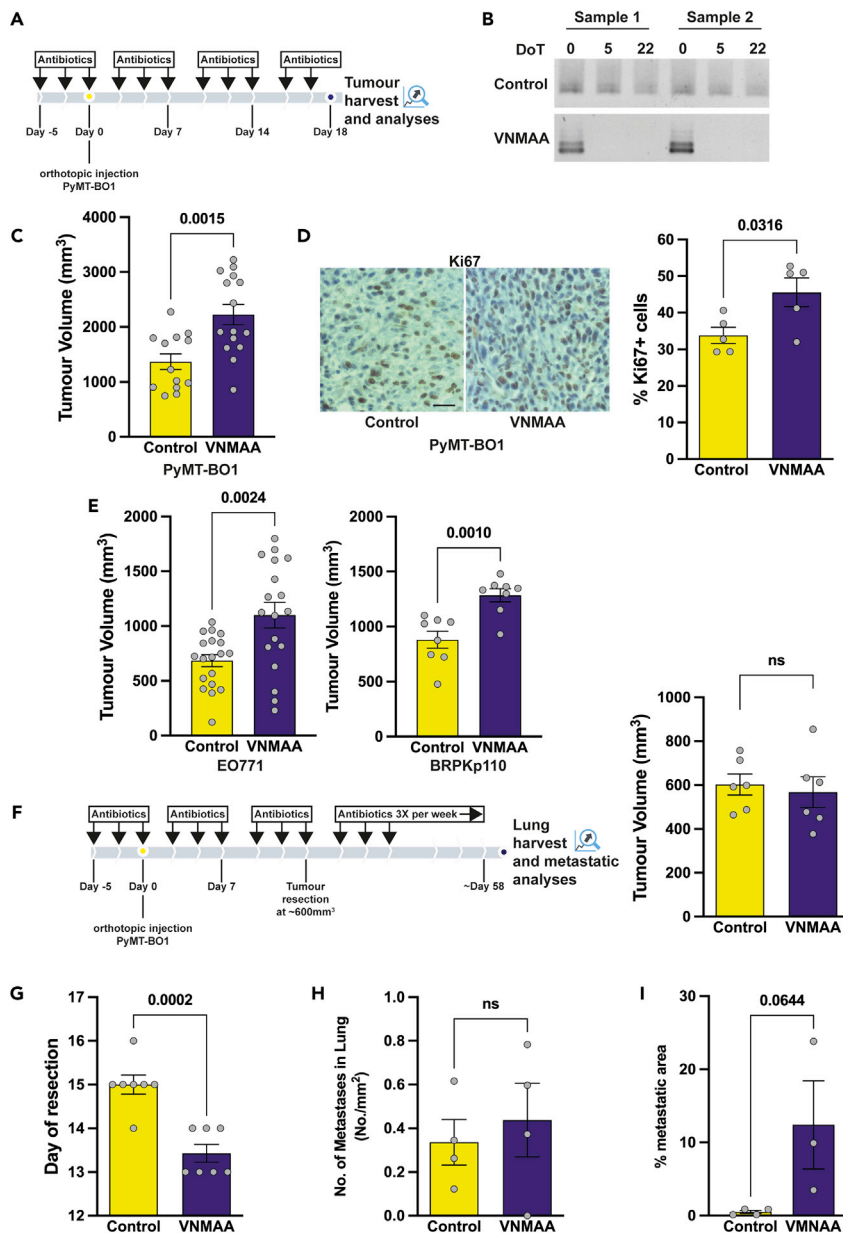 A
Antibiotics Antibiotics Antibiotics Antibiotics
Tumour
harvest
and analyses
Day -5 Day 0 Day 7 Day 14 Day 18
orthotopic injection
PyMT-BO1
B
Sample 1 Sample 2
DoT 0 5 22 0 5 22
Control
VNMAA
C
Tumour Volume (mm³)
4000
3000
2000
1000
0
0.0015
Control VNMAA
PyMT-BO1
D
Ki67
Control VNMAA
PyMT-BO1
% Ki67+ cells
60
50
40
30
20
10
0
0.0316
Control VNMAA
E
Tumour Volume (mm³)
2000
1500
1000
500
0
0.0024
Control VNMAA
EO771
Tumour Volume (mm³)
2000
1500
1000
500
0
0.0010
Control VNMAA
BRPKp110
F
Antibiotics Antibiotics Antibiotics Antibiotics 3X per week
Lung
harvest
and metastatic
analyses
Day -5 Day 0 Day 7 Tumour ~Day 58
resection
at ~600mm³
orthotopic injection
PyMT-BO1
Tumour Volume (mm³)
1000
800
600
400
200
0
ns
Control VNMAA
G
Day of resection
17
16
15
14
13
12
0.0002
Control VNMAA
H
No. of Metastases in Lung
(No./mm²)
1.0
0.8
0.6
0.4
0.2
0.0
ns
Control VNMAA
I
% metastatic area
30
20
10
0
0.0644
Control VMNAA